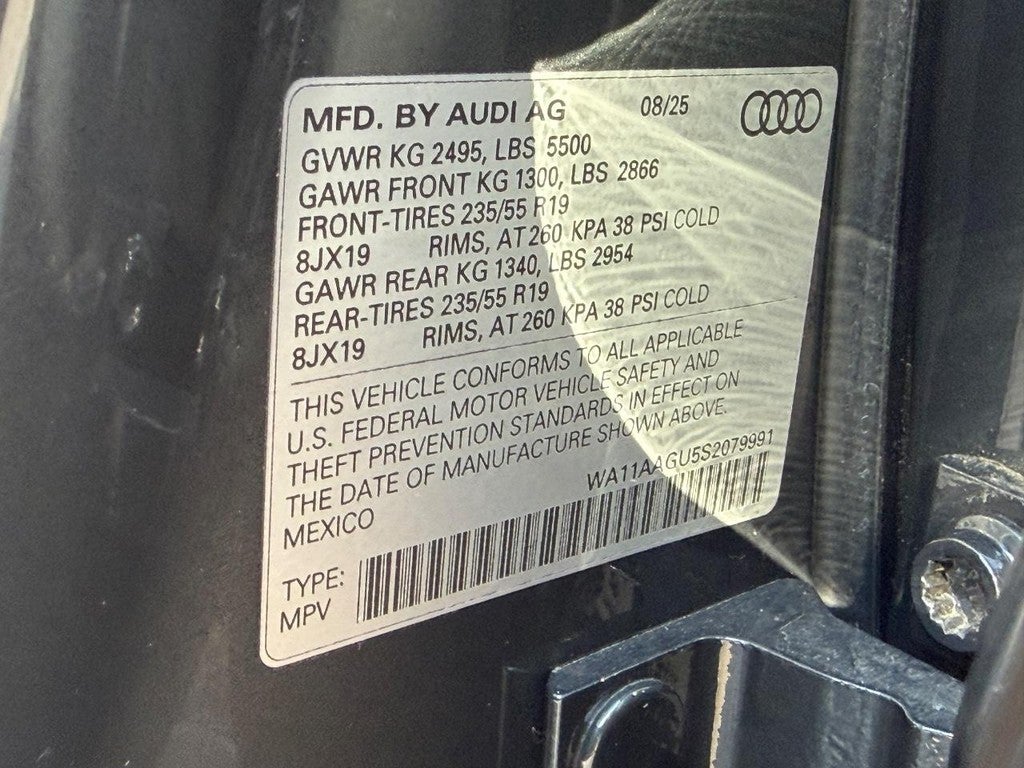 MFD. BY AUDI AG 08/25
GVWR KG 2495, LBS 5500
GAWR FRONT KG 1300, LBS 2866
FRONT-TIRES 235/55 R19
8JX19 RIMS, AT 260 KPA 38 PSI COLD
GAWR REAR KG 1340, LBS 2954
REAR-TIRES 235/55 R19
8JX19 RIMS, AT 260 KPA 38 PSI COLD
THIS VEHICLE CONFORMS TO ALL APPLICABLE
U.S. FEDERAL MOTOR VEHICLE SAFETY AND
THEFT PREVENTION STANDARDS IN EFFECT ON
THE DATE OF MANUFACTURE SHOWN ABOVE.
MEXICO WA11AAGU5S2079991
TYPE:
MPV